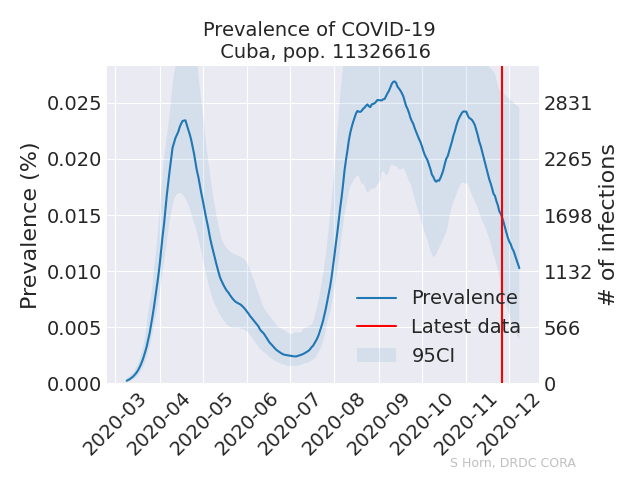 Prevalence of COVID-19
Cuba, pop. 11326616
Prevalence (%)
0.025
0.020
0.015
0.010
0.005
0.000
2831
2265
1698
1132
566
0
# of infections
Prevalence
Latest data
95CI
2020-03
2020-04
2020-05
2020-06
2020-07
2020-08
2020-09
2020-10
2020-11
2020-12
S Horn, DRDC CORA